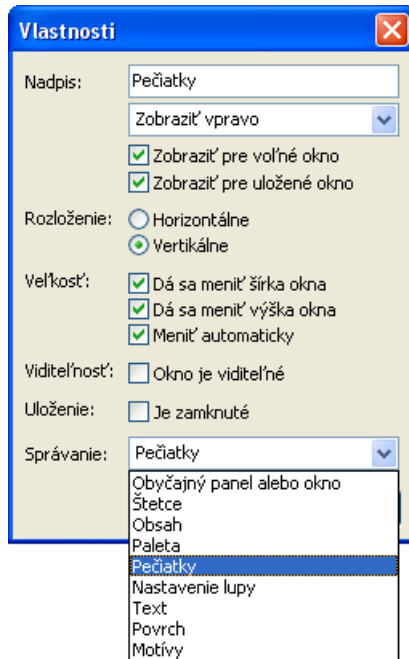 Vlastnosti
Nadpis: Pečiatky
Zobraziť vpravo
Zobraziť pre voľné okno
Zobraziť pre uložené okno
Rozloženie: Horizontálne
Vertikálne
Veľkosť: Dá sa meniť šírka okna
Dá sa meniť výška okna
Meniť automaticky
Viditeľnosť: Okno je viditeľné
Uloženie: Je zamknuté
Správanie: Pečiatky
Obyčajný panel alebo okno
Štetce
Obsah
Paleta
Pečiatky
Nastavenie lupy
Text
Povrch
Motívy